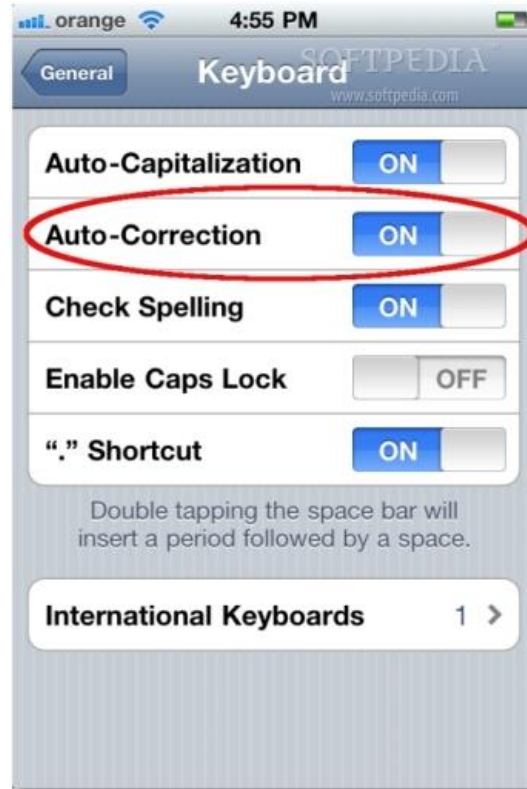 orange 4:55 PM
General Keyboard
SOFTPEDIA
www.softpedia.com
Auto-Capitalization ON
Auto-Correction ON
Check Spelling ON
Enable Caps Lock OFF
“.” Shortcut ON
Double tapping the space bar will
insert a period followed by a space.
International Keyboards 1